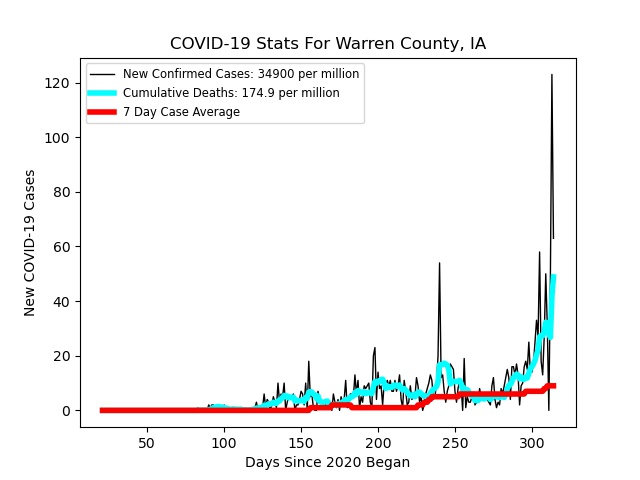 COVID-19 Stats For Warren County, IA
New Confirmed Cases: 34900 per million
Cumulative Deaths: 174.9 per million
7 Day Case Average
New COVID-19 Cases
120
100
80
60
40
20
0
50 100 150 200 250 300
Days Since 2020 Began